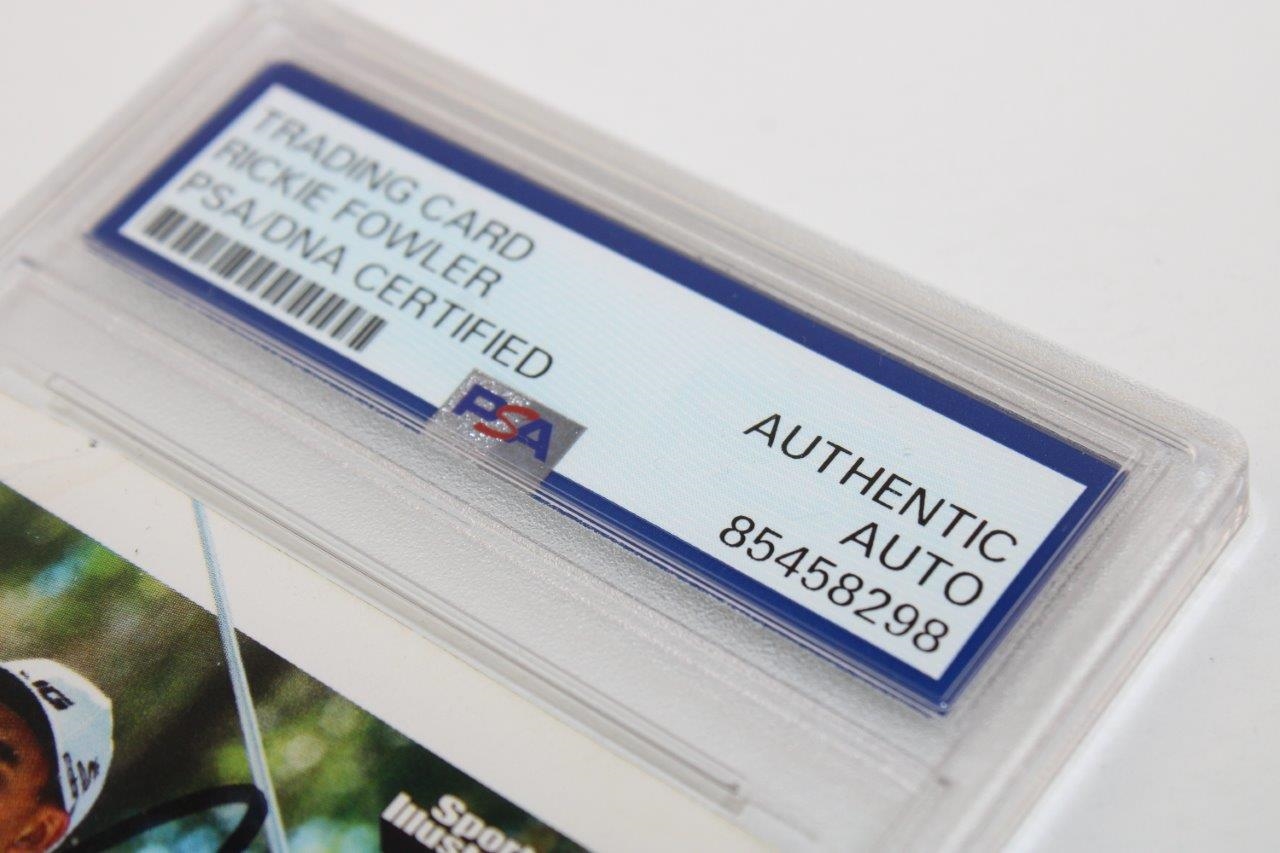 TRADING CARD
RICKIE FOWLER
PSA/DNA CERTIFIED
PSA
AUTHENTIC
AUTO
85458298